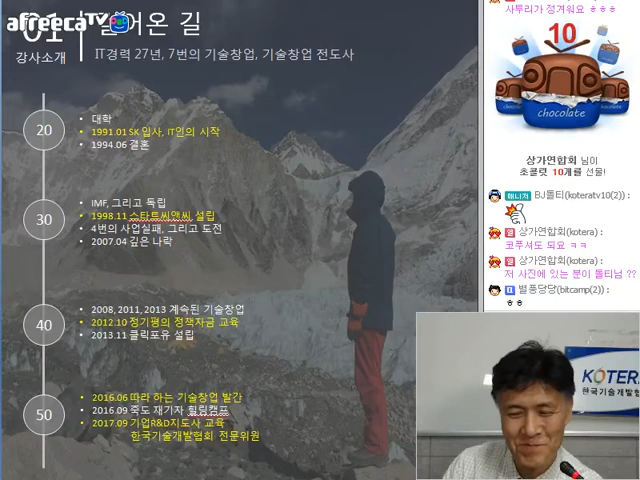 afreecaTV
01
걸어온 길
강사소개
IT경력 27년, 7번의 기술창업, 기술창업 전도사
20
• 대학
• 1991.01 SK 입사, IT인의 시작
• 1994.06 결혼
30
• IMF, 그리고 독립
• 1998.11 스타트씨앤씨 설립
• 4번의 사업실패, 그리고 도전
• 2007.04 깊은 나락
40
• 2008, 2011, 2013 계속된 기술창업
• 2012.10 정기평의 정책자금 교육
• 2013.11 클릭포유 설립
50
• 2016.06 따라 하는 기술창업 발간
• 2016.09 죽도 재기자 힐링캠프
• 2017.09 기업R&D지도사 교육
한국기술개발협회 전문위원
사투리가 정겨워요 ㅎㅎㅎ
10
chocolate
상가연합회 님이
초콜릿 10개를 선물!
매니저 BJ돌티(koteratv10(2)) :
열 상가연합회(kotera) :
코푸셔도 되요 ㅋㅋ
열 상가연합회(kotera) :
저 사진에 있는 분이 돌티님 ??
별풍당당(bitcamp(2)) :
ㅎㅎ
KOTER
한국기술개발협